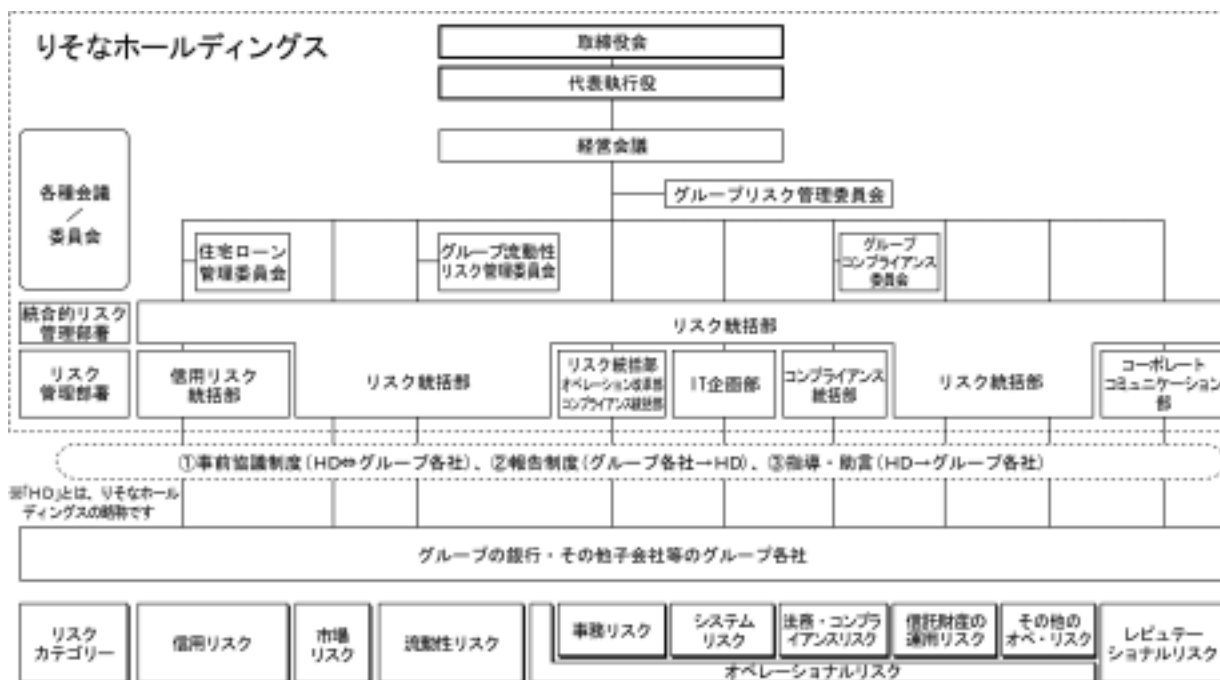 りそなホールディングス
取締役会
代表執行役
経営会議
各種会議
／
委員会
グループリスク管理委員会
住宅ローン
管理委員会
グループ流動性
リスク管理委員会
グループ
コンプライアンス
委員会
統合的リスク
管理部署
リスク統括部
リスク
管理部署
信用リスク
統括部
リスク統括部
リスク統括部
オペレーション改革部
コンプライアンス統括部
IT企画部
コンプライアンス
統括部
リスク統括部
コーポレート
コミュニケーション
部
①事前協議制度(HD⇔グループ各社)、②報告制度(グループ各社→HD)、③指導・助言(HD→グループ各社)
※「HD」とは、りそなホール
ディングスの略称です
グループの銀行・その他子会社等のグループ各社
リスク
カテゴリー
信用リスク
市場
リスク
流動性リスク
事務リスク
システム
リスク
法務・コンプラ
イアンスリスク
信託財産の
運用リスク
その他の
オペ・リスク
オペレーショナルリスク
レピュテー
ショナルリスク